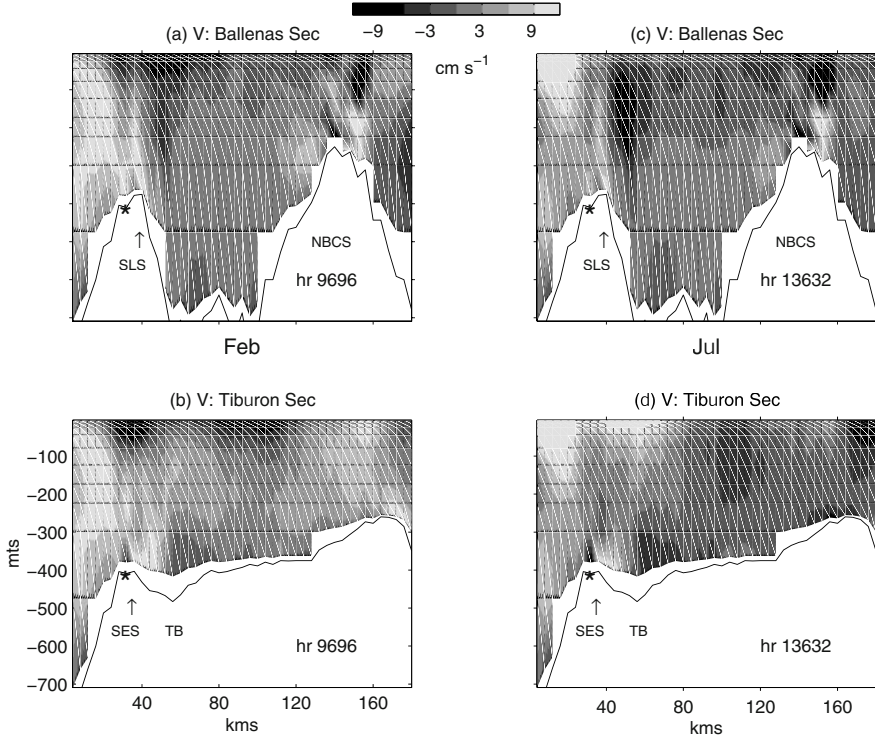 −9 −3 3 9
cm s−1
(a) V: Ballenas Sec
(c) V: Ballenas Sec
*
↑
SLS
NBCS
hr 9696
*
↑
SLS
NBCS
hr 13632
Feb
Jul
(b) V: Tiburon Sec
(d) V: Tiburon Sec
−100
−200
−300
−400
−500
−600
−700
mts
*
↑
SES
TB
hr 9696
*
↑
SES
TB
hr 13632
40 80 120 160
kms
40 80 120 160
kms